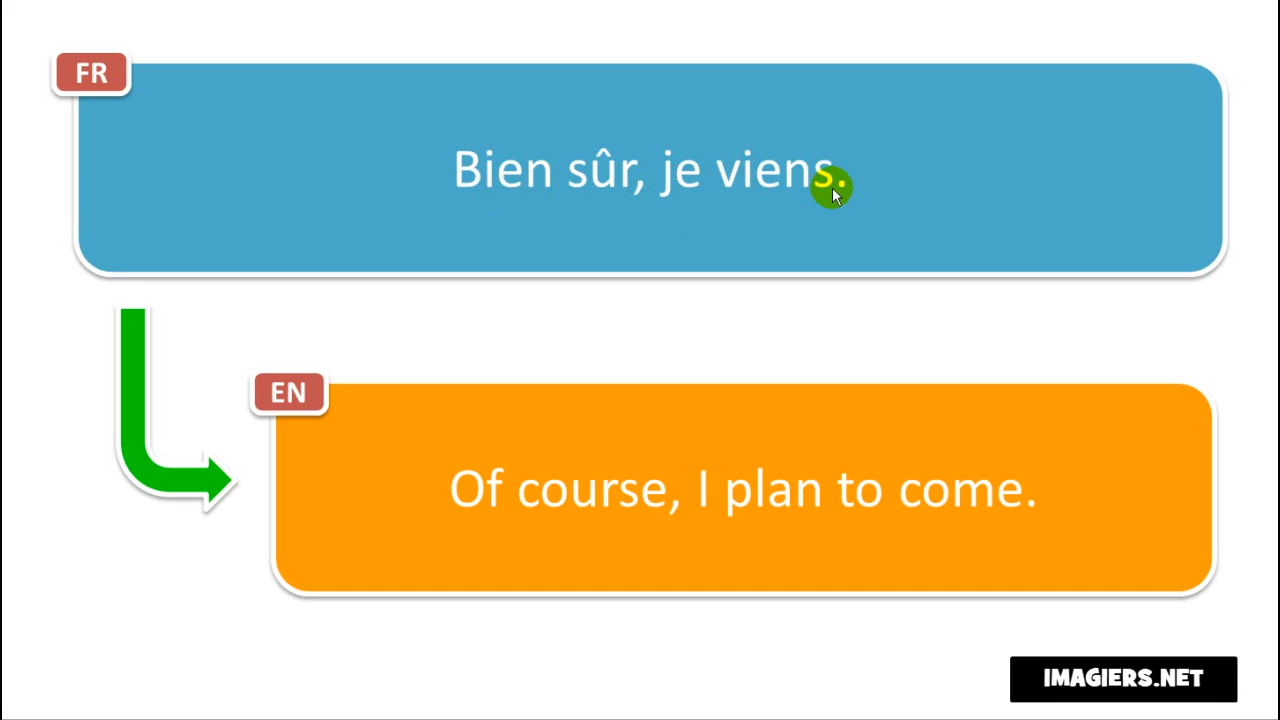 FR
Bien sûr, je viens.
EN
Of course, I plan to come.
IMAGIERS.NET